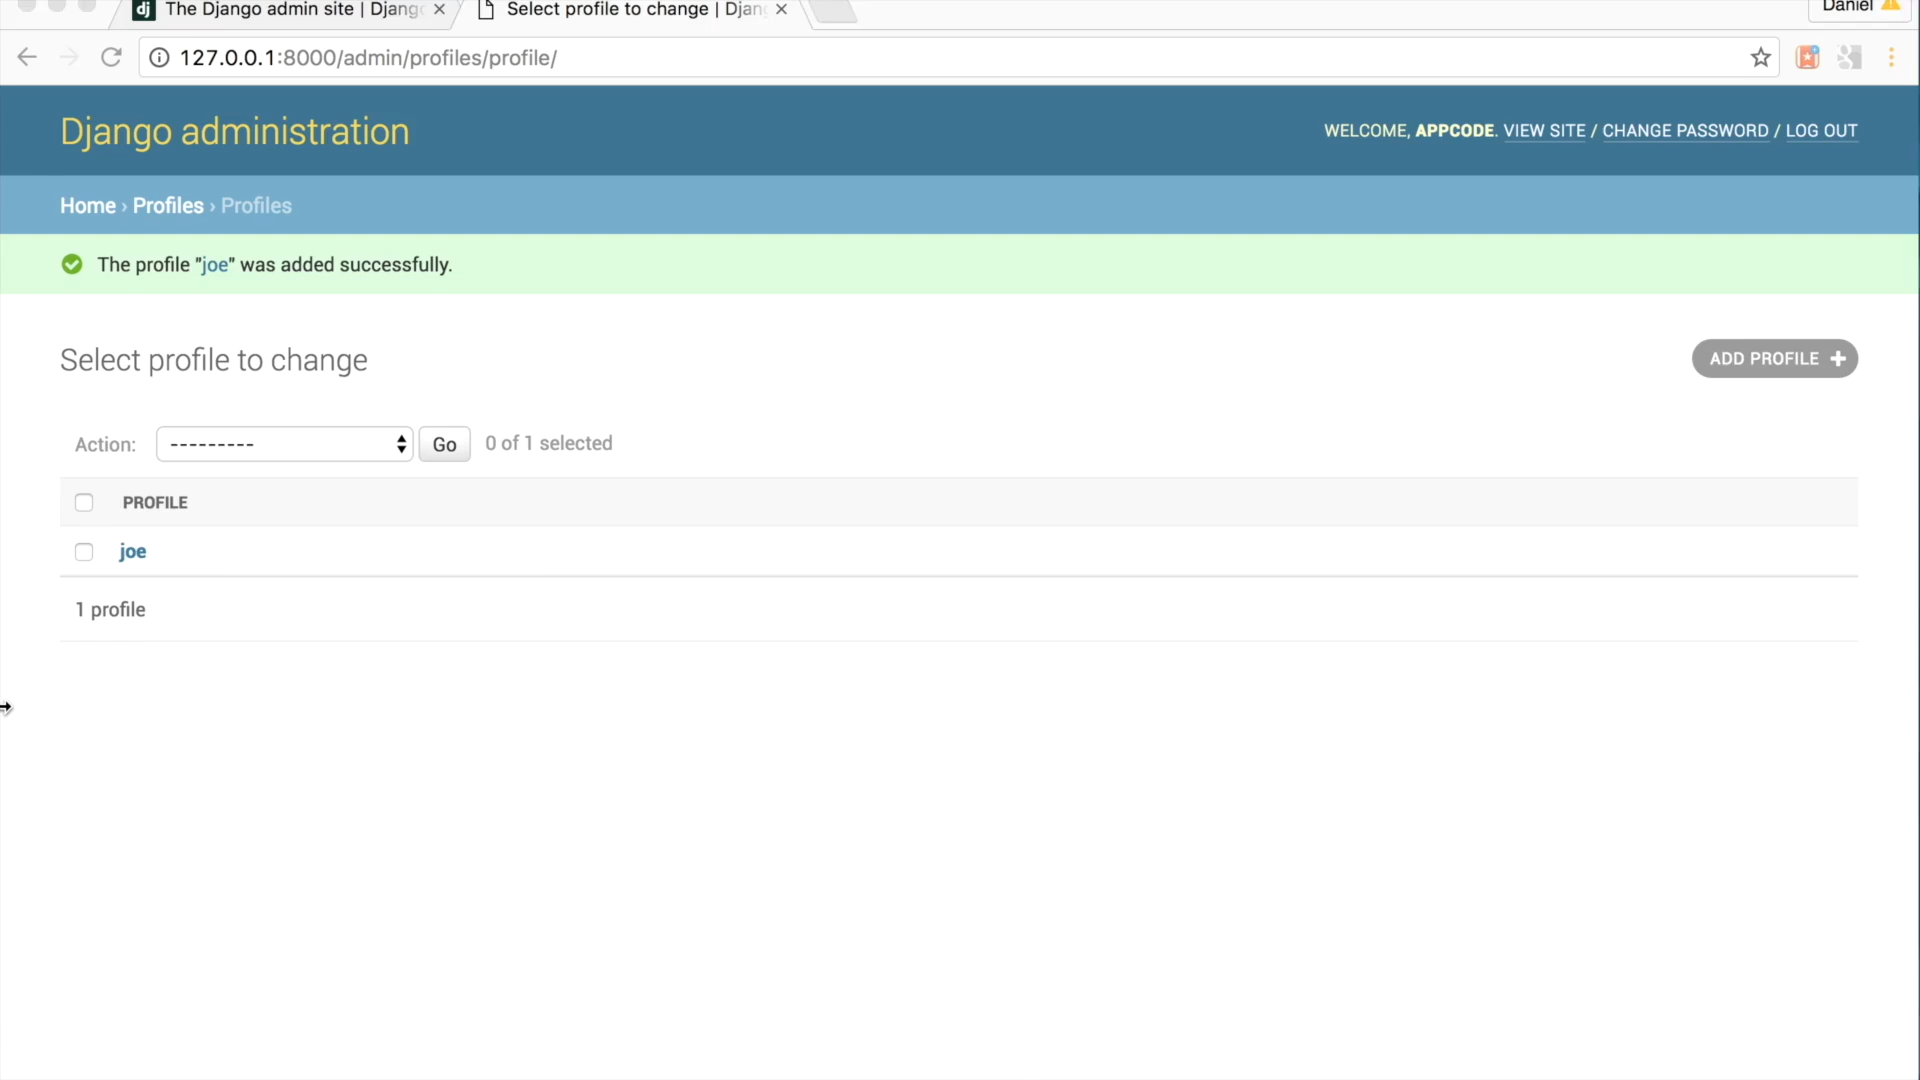 dj The Django admin site | Django × Select profile to change | Djan ×
Daniel
127.0.0.1:8000/admin/profiles/profile/
Django administration
WELCOME, APPCODE. VIEW SITE / CHANGE PASSWORD / LOG OUT
Home › Profiles › Profiles
The profile "joe" was added successfully.
Select profile to change
ADD PROFILE +
Action: --------- Go 0 of 1 selected
PROFILE
joe
1 profile